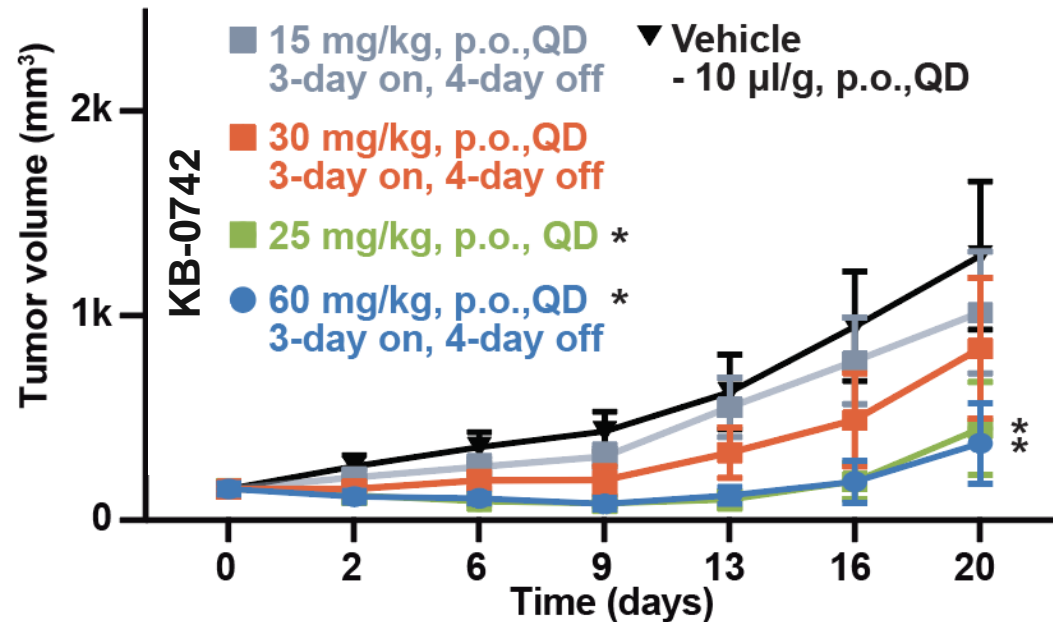 Tumor volume (mm³)
2k
1k
0
KB-0742
15 mg/kg, p.o.,QD
3-day on, 4-day off
30 mg/kg, p.o.,QD
3-day on, 4-day off
25 mg/kg, p.o., QD *
60 mg/kg, p.o.,QD *
3-day on, 4-day off
Vehicle
- 10 µl/g, p.o.,QD
*
*
0 2 6 9 13 16 20
Time (days)